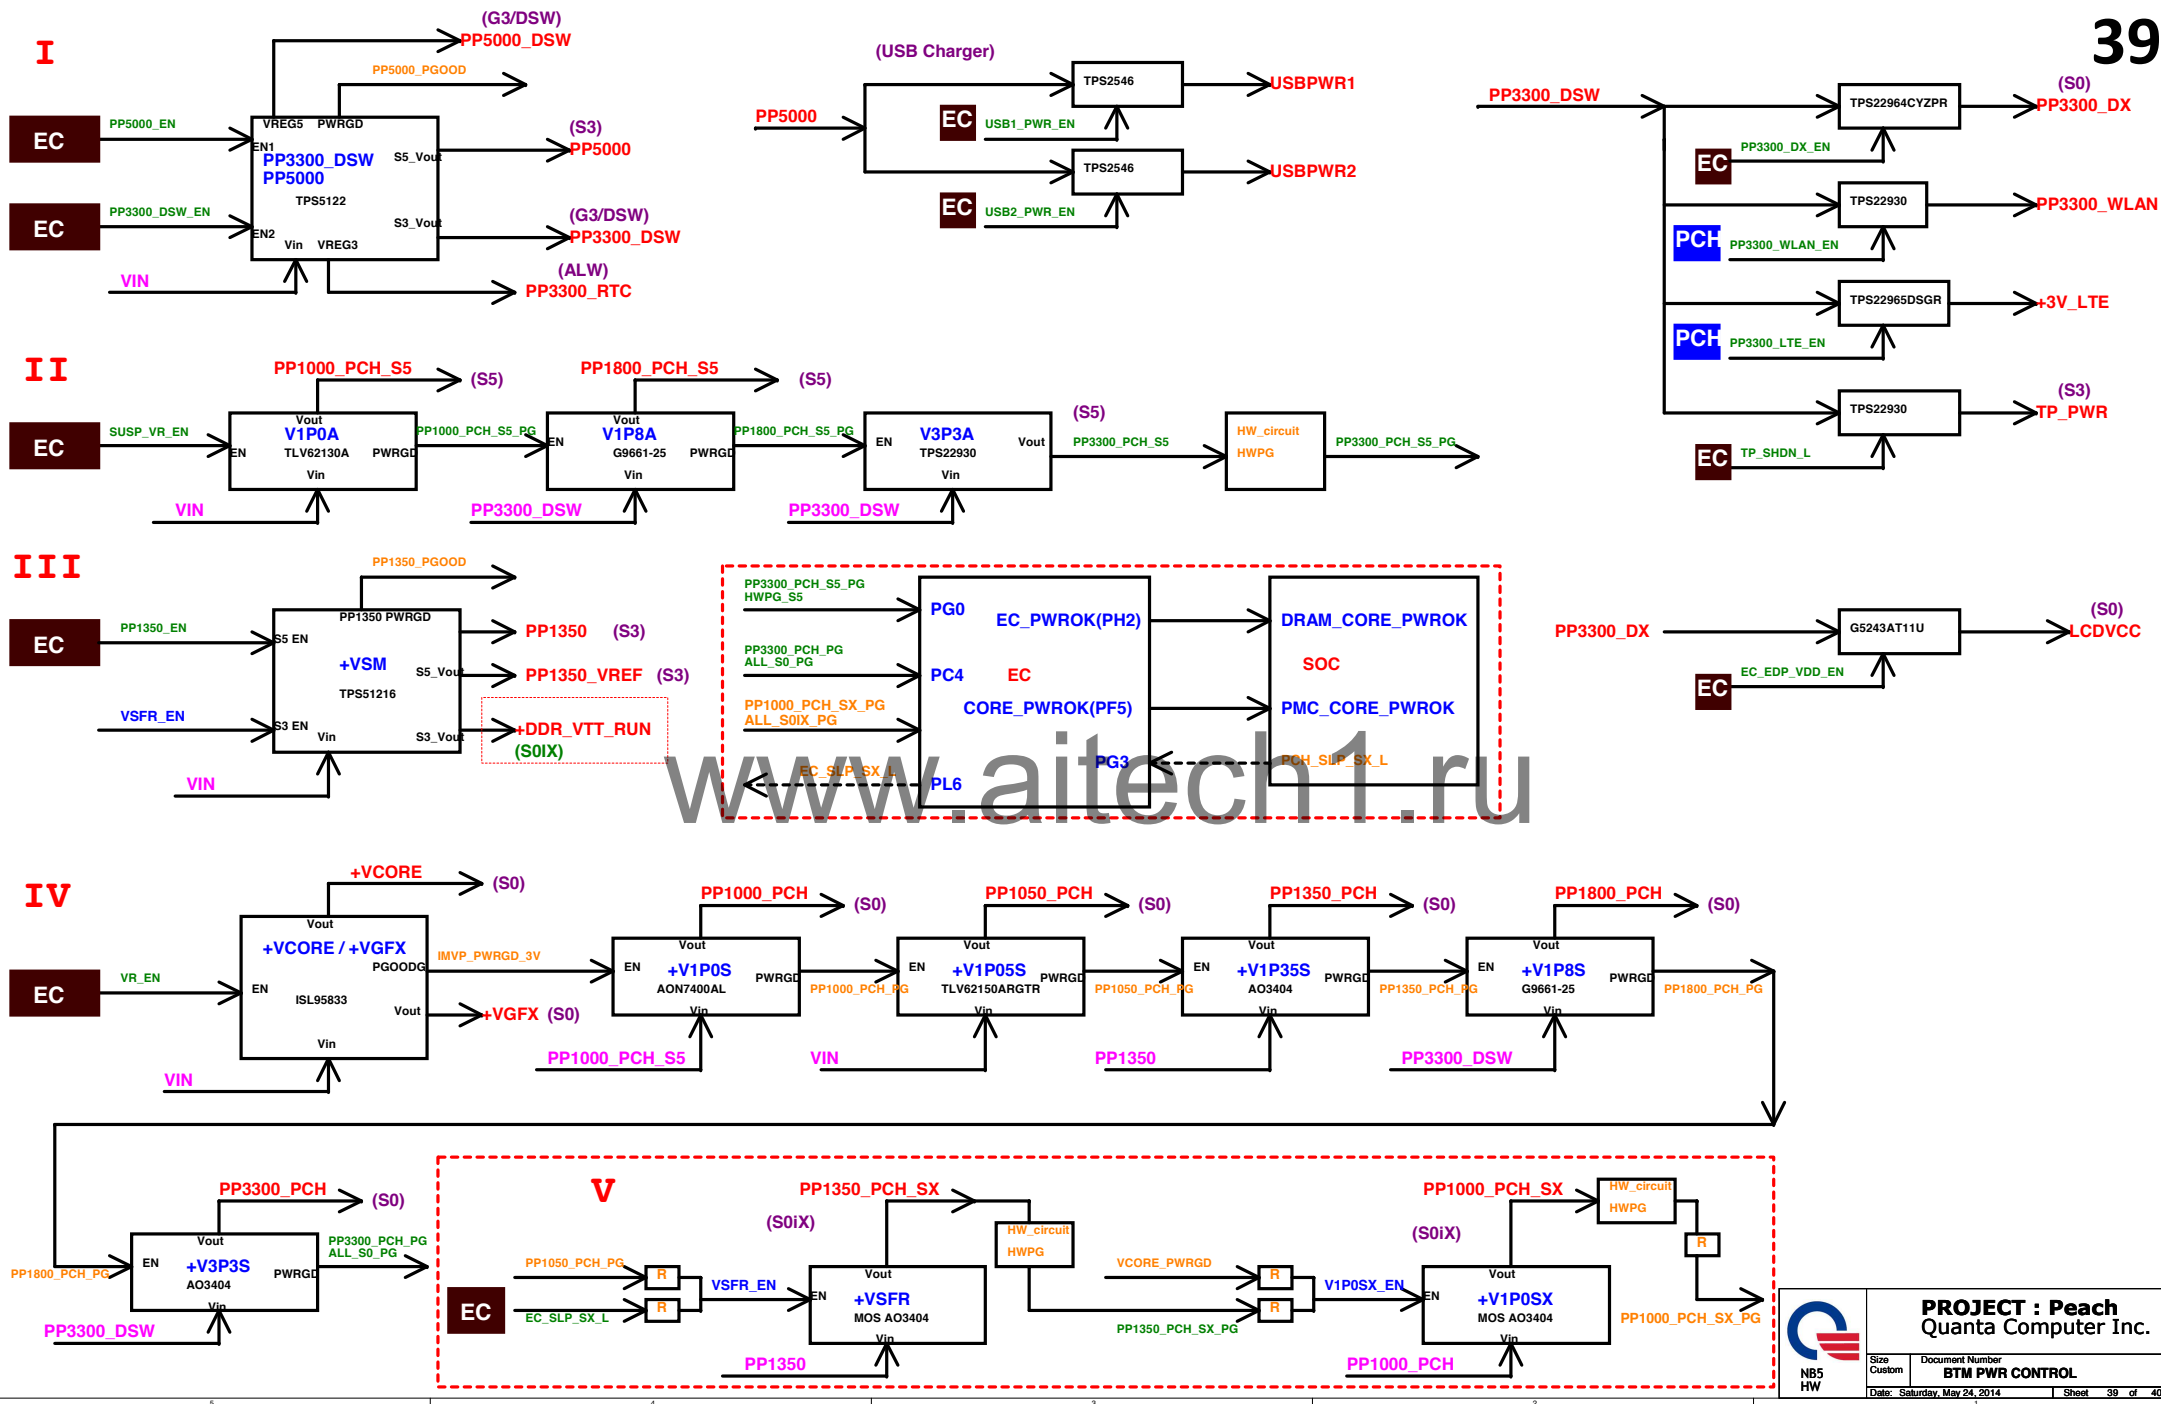 39
I
(G3/DSW)
PP5000_DSW
PP5000_PGOOD
EC
PP5000_EN
VREG5
PWRGD
EN1
PP3300_DSW
PP5000
TPS5122
S5_Vout
(S3)
PP5000
EC
PP3300_DSW_EN
EN2
Vin
VREG3
S3_Vout
(G3/DSW)
PP3300_DSW
VIN
(ALW)
PP3300_RTC
(USB Charger)
PP5000
TPS2546
USBPWR1
EC
USB1_PWR_EN
TPS2546
USBPWR2
EC
USB2_PWR_EN
PP3300_DSW
TPS22964CYZPR
(S0)
PP3300_DX
EC
PP3300_DX_EN
TPS22930
PP3300_WLAN
PCH
PP3300_WLAN_EN
TPS22965DSGR
+3V_LTE
PCH
PP3300_LTE_EN
TPS22930
(S3)
TP_PWR
EC
TP_SHDN_L
II
PP1000_PCH_S5
(S5)
EC
SUSP_VR_EN
Vout
V1P0A
TLV62130A
EN
PWRGD
Vin
VIN
PP1000_PCH_S5_PG
PP1800_PCH_S5
(S5)
Vout
V1P8A
G9661-25
EN
PWRGD
Vin
PP3300_DSW
PP1800_PCH_S5_PG
EN
V3P3A
TPS22930
Vout
Vin
PP3300_DSW
(S5)
PP3300_PCH_S5
HW_circuit
HWPG
PP3300_PCH_S5_PG
III
PP1350_PGOOD
EC
PP1350_EN
PP1350 PWRGD
S5 EN
+VSM
TPS51216
S5_Vout
S3 EN
Vin
S3_Vout
VSFR_EN
VIN
PP1350
(S3)
PP1350_VREF
(S3)
+DDR_VTT_RUN
(S0IX)
PP3300_PCH_S5_PG
HWPG_S5
PG0
EC_PWROK(PH2)
DRAM_CORE_PWROK
PP3300_PCH_PG
ALL_S0_PG
PC4
EC
SOC
PP1000_PCH_SX_PG
ALL_S0IX_PG
CORE_PWROK(PF5)
PMC_CORE_PWROK
PG3
PCH_SLP_SX_L
EC_SLP_SX_L
PL6
PP3300_DX
G5243AT11U
(S0)
LCDVCC
EC
EC_EDP_VDD_EN
www.aitech1.ru
IV
+VCORE
(S0)
EC
VR_EN
Vout
+VCORE / +VGFX
PGOODG
EN
ISL95833
Vout
Vin
VIN
IMVP_PWRGD_3V
+VGFX
(S0)
PP1000_PCH
(S0)
Vout
EN
+V1P0S
PWRGD
AON7400AL
Vin
PP1000_PCH_S5
PP1000_PCH_PG
PP1050_PCH
(S0)
Vout
EN
+V1P05S
PWRGD
TLV62150ARGTR
Vin
VIN
PP1050_PCH_PG
PP1350_PCH
(S0)
Vout
EN
+V1P35S
PWRGD
AO3404
Vin
PP1350
PP1350_PCH_PG
PP1800_PCH
(S0)
Vout
EN
+V1P8S
PWRGD
G9661-25
Vin
PP3300_DSW
PP1800_PCH_PG
PP3300_PCH
(S0)
PP1800_PCH_PG
Vout
EN
+V3P3S
AO3404
PWRGD
Vin
PP3300_DSW
PP3300_PCH_PG
ALL_S0_PG
V
EC
PP1050_PCH_PG
R
EC_SLP_SX_L
R
VSFR_EN
PP1350_PCH_SX
(S0iX)
Vout
EN
+VSFR
MOS AO3404
Vin
PP1350
HW_circuit
HWPG
VCORE_PWRGD
R
PP1350_PCH_SX_PG
R
V1P0SX_EN
PP1000_PCH_SX
(S0iX)
Vout
EN
+V1P0SX
MOS AO3404
Vin
PP1000_PCH
HW_circuit
HWPG
R
PP1000_PCH_SX_PG
NB5
HW
PROJECT : Peach
Quanta Computer Inc.
Size
Custom
Document Number
BTM PWR CONTROL
Date: Saturday, May 24, 2014
Sheet 39 of 40
5
4
3
2
1